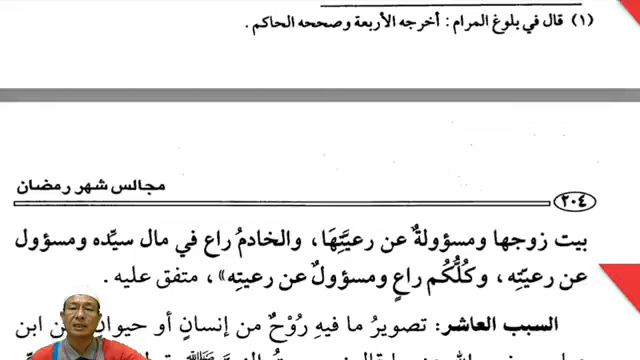 (١) قال في بلوغ المرام : أخرجه الأربعة وصححه الحاكم .
٢٠٤ مجالس شهر رمضان
بيت زوجها ومسؤولةٌ عن رعيَّتِهَا، والخادمُ راع في مال سيِّده ومسؤول
عن رعيّتِه، وكُلُّكُم راعٍ ومسؤولٌ عن رعيتِه»، متفق عليه .
السبب العاشر: تصويرُ ما فيهِ رُوْحٌ من إنسانٍ أو ابن